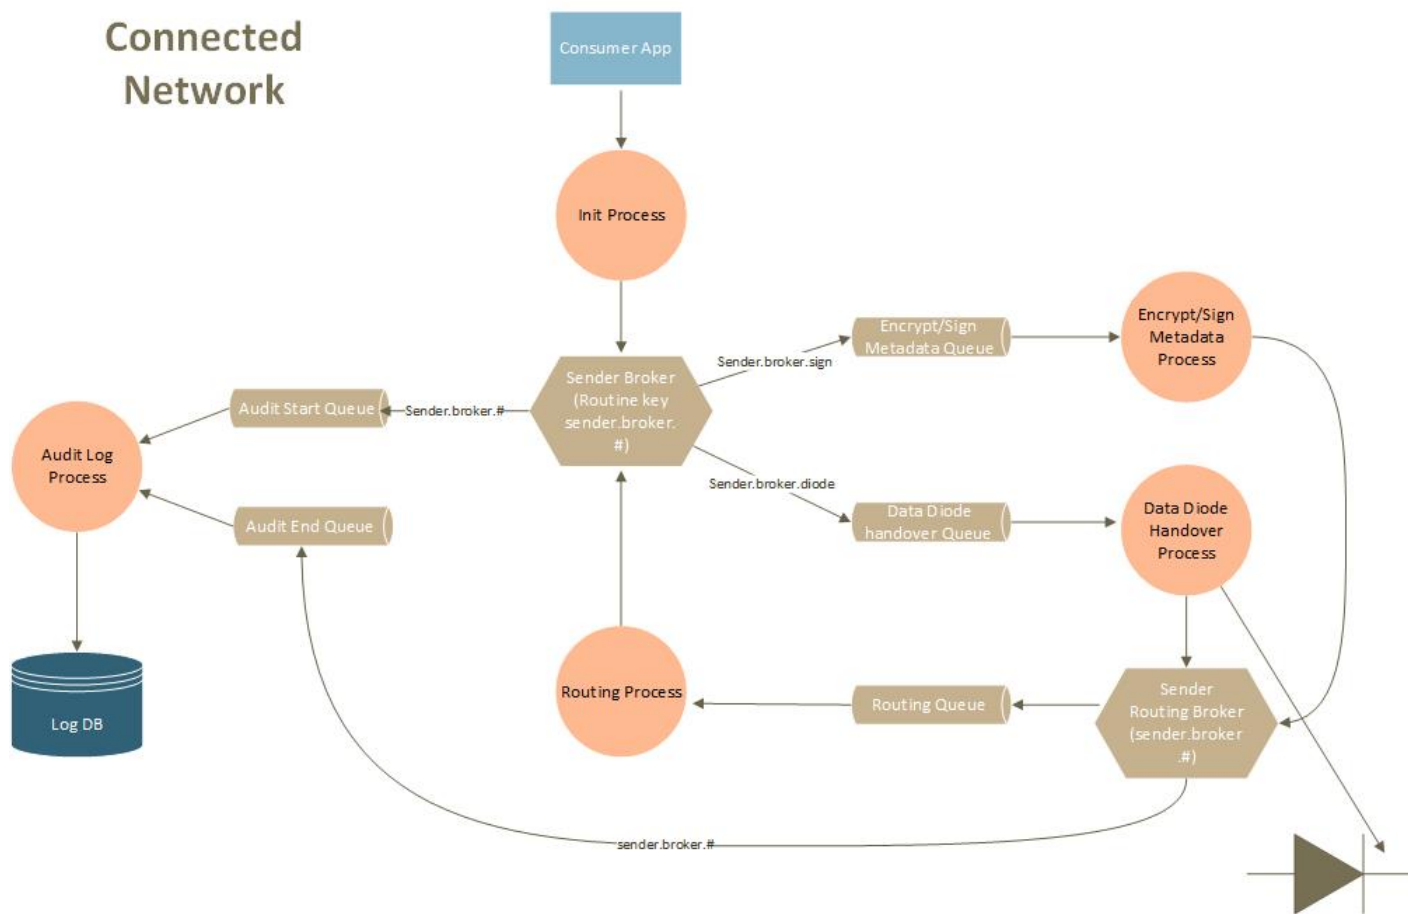 Connected
Network
Consumer App
Init Process
Encrypt/Sign
Metadata Queue
Encrypt/Sign
Metadata
Process
Sender.broker.sign
Sender Broker
(Routine key
sender.broker.
#)
Sender.broker.#
Audit Start Queue
Audit Log
Process
Sender.broker.diode
Audit End Queue
Data Diode
handover Queue
Data Diode
Handover
Process
Routing Process
Routing Queue
Sender
Routing Broker
(sender.broker
.#)
Log DB
sender.broker.#